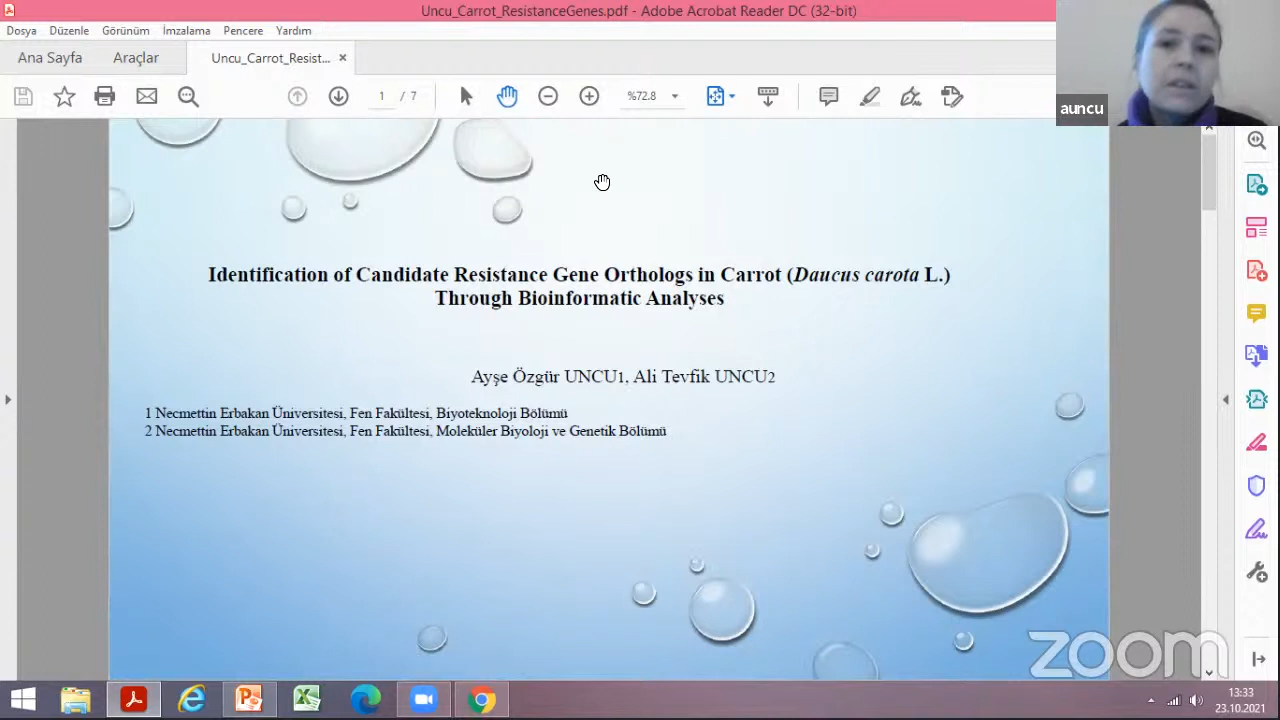 Uncu_Carrot_ResistanceGenes.pdf - Adobe Acrobat Reader DC (32-bit)
Dosya Düzenle Görünüm İmzalama Pencere Yardım
Ana Sayfa Araçlar Uncu_Carrot_Resist... ×
1 / 7 %72.8
auncu
Identification of Candidate Resistance Gene Orthologs in Carrot (Daucus carota L.)
Through Bioinformatic Analyses
Ayşe Özgür UNCU1, Ali Tevfik UNCU2
1 Necmettin Erbakan Üniversitesi, Fen Fakültesi, Biyoteknoloji Bölümü
2 Necmettin Erbakan Üniversitesi, Fen Fakültesi, Moleküler Biyoloji ve Genetik Bölümü
zoom
13:33
23.10.2021